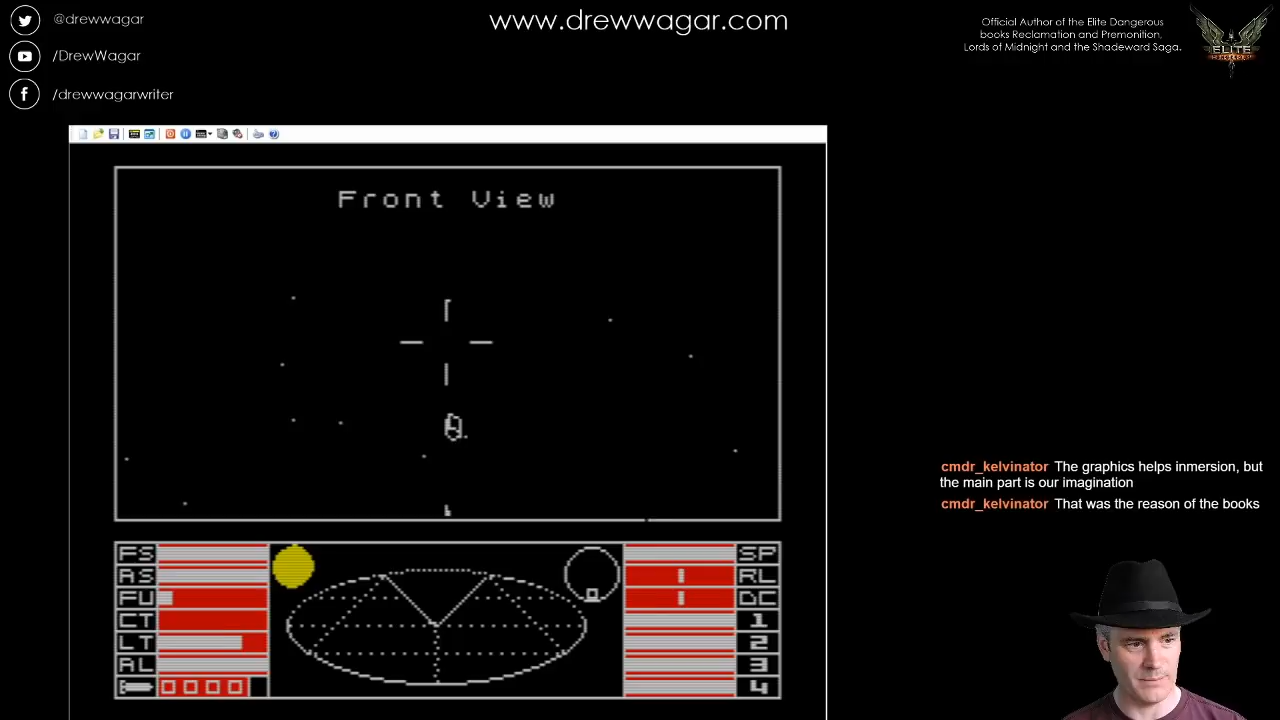 @drewwagar
/DrewWagar
/drewwagarwriter
www.drewwagar.com
Official Author of the Elite Dangerous
books Reclamation and Premonition,
Lords of Midnight and the Shadeward Saga.
ELITE
DANGEROUS
Front View
cmdr_kelvinator The graphics helps inmersion, but
the main part is our imagination
cmdr_kelvinator That was the reason of the books
FS
AS
FU
CT
LT
AL
SP
RL
DC
1
2
3
4